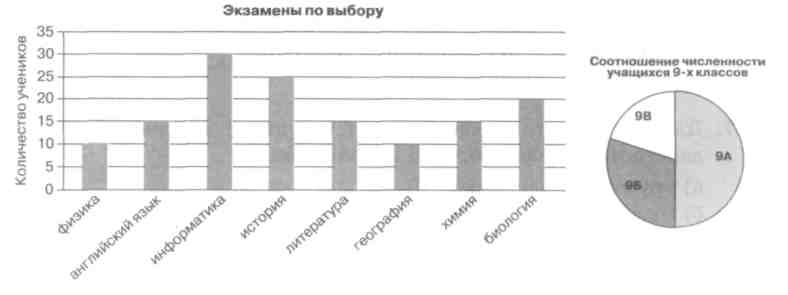 Экзамены по выбору
Количество учеников
35
30
25
20
15
10
5
0
физика
английский язык
информатика
история
литература
география
химия
биология
Соотношение численности
учащихся 9-х классов
9В
9А
9Б